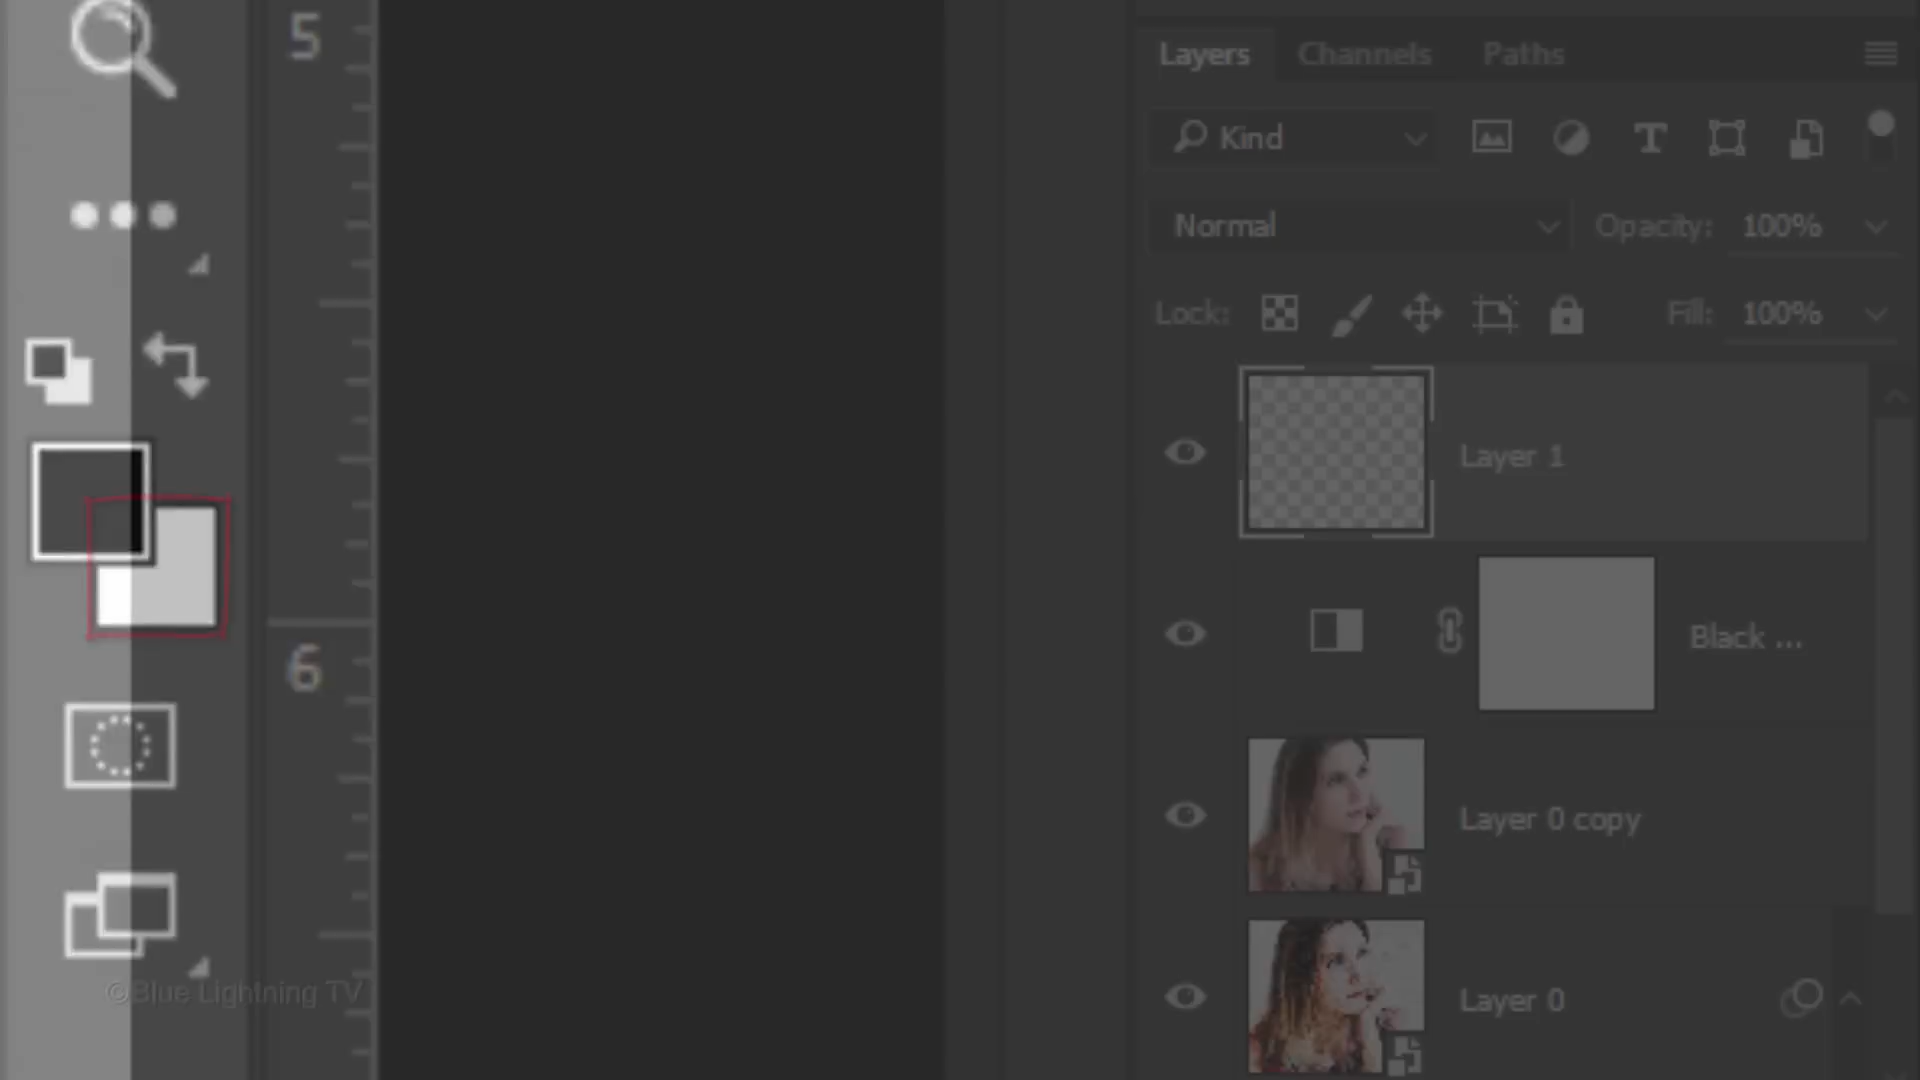 5
6
Layers Channels Paths
Kind
Normal Opacity: 100%
Lock: Fill: 100%
Layer 1
Black ...
Layer 0 copy
Layer 0
©Blue Lightning TV